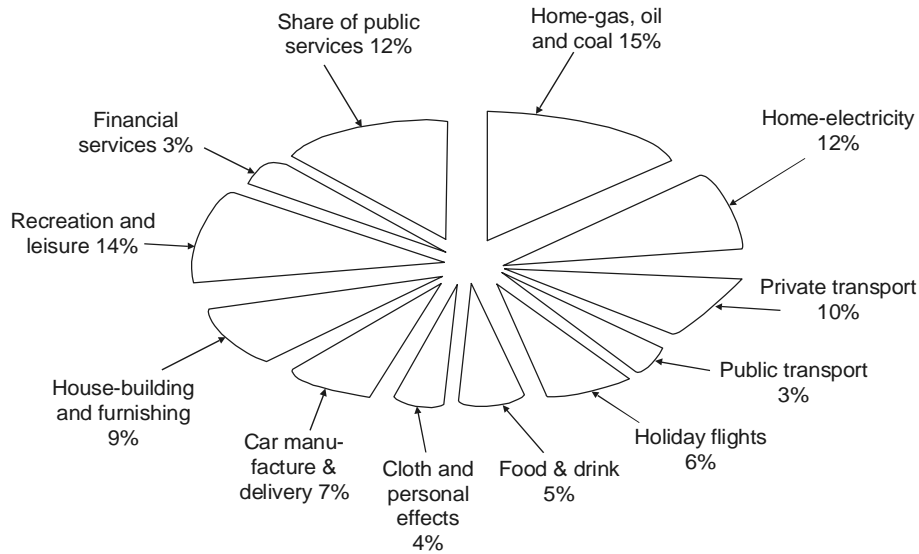 Share of public
services 12%
Home-gas, oil
and coal 15%
Home-electricity
12%
Private transport
10%
Public transport
3%
Holiday flights
6%
Food & drink
5%
Cloth and
personal
effects
4%
Car manu-
facture &
delivery 7%
House-building
and furnishing
9%
Recreation and
leisure 14%
Financial
services 3%